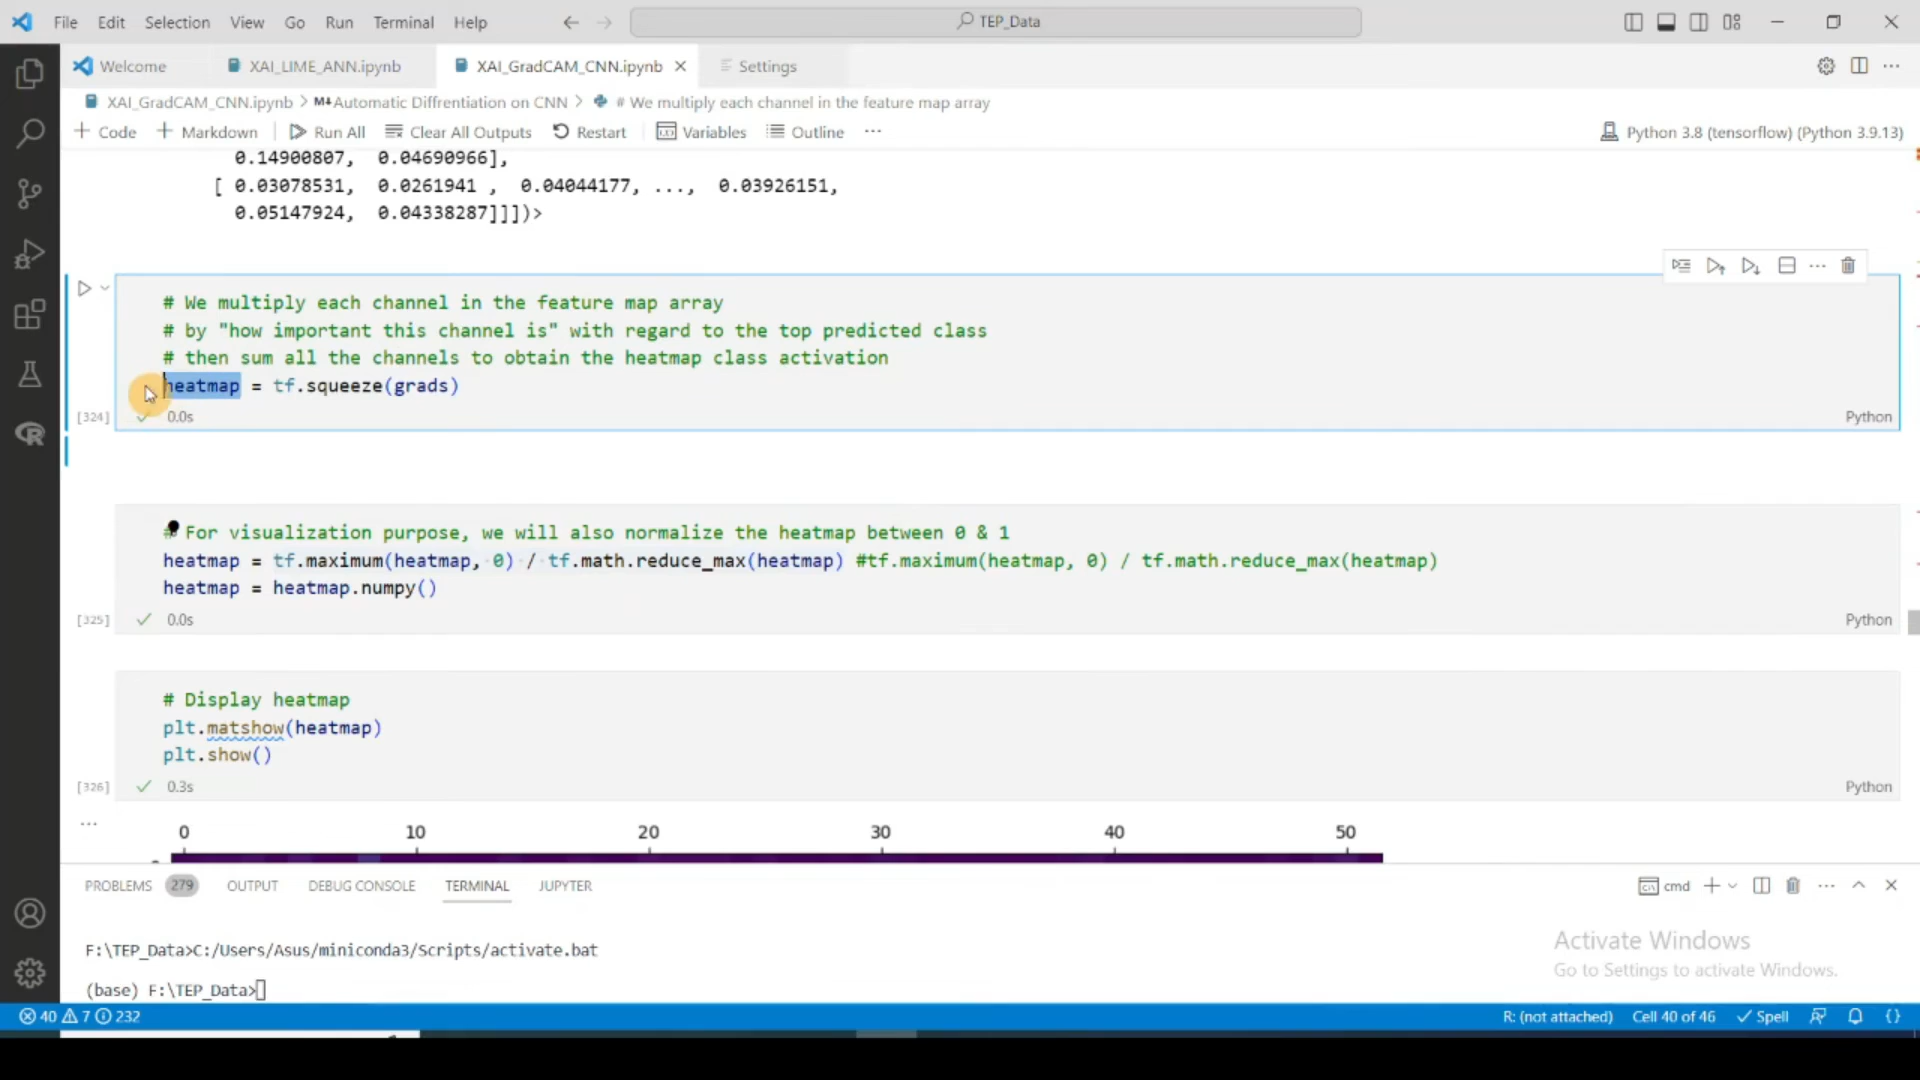 File Edit Selection View Go Run Terminal Help TEP_Data
Welcome XAI_LIME_ANN.ipynb XAI_GradCAM_CNN.ipynb Settings
XAI_GradCAM_CNN.ipynb > M↓Automatic Diffrentiation on CNN > # We multiply each channel in the feature map array
+ Code + Markdown Run All Clear All Outputs Restart Variables Outline ...
Python 3.8 (tensorflow) (Python 3.9.13)
0.14900807, 0.04690966],
[ 0.03078531, 0.0261941 , 0.04044177, ..., 0.03926151,
0.05147924, 0.04338287]]])>
# We multiply each channel in the feature map array
# by "how important this channel is" with regard to the top predicted class
# then sum all the channels to obtain the heatmap class activation
heatmap = tf.squeeze(grads)
[324] ✓ 0.0s Python
# For visualization purpose, we will also normalize the heatmap between 0 & 1
heatmap = tf.maximum(heatmap, 0) / tf.math.reduce_max(heatmap) #tf.maximum(heatmap, 0) / tf.math.reduce_max(heatmap)
heatmap = heatmap.numpy()
[325] ✓ 0.0s Python
# Display heatmap
plt.matshow(heatmap)
plt.show()
[326] ✓ 0.3s Python
...
0 10 20 30 40 50
PROBLEMS 279 OUTPUT DEBUG CONSOLE TERMINAL JUPYTER cmd
F:\TEP_Data>C:/Users/Asus/miniconda3/Scripts/activate.bat
(base) F:\TEP_Data>
Activate Windows
Go to Settings to activate Windows.
40 7 232 R: (not attached) Cell 40 of 46 ✓ Spell